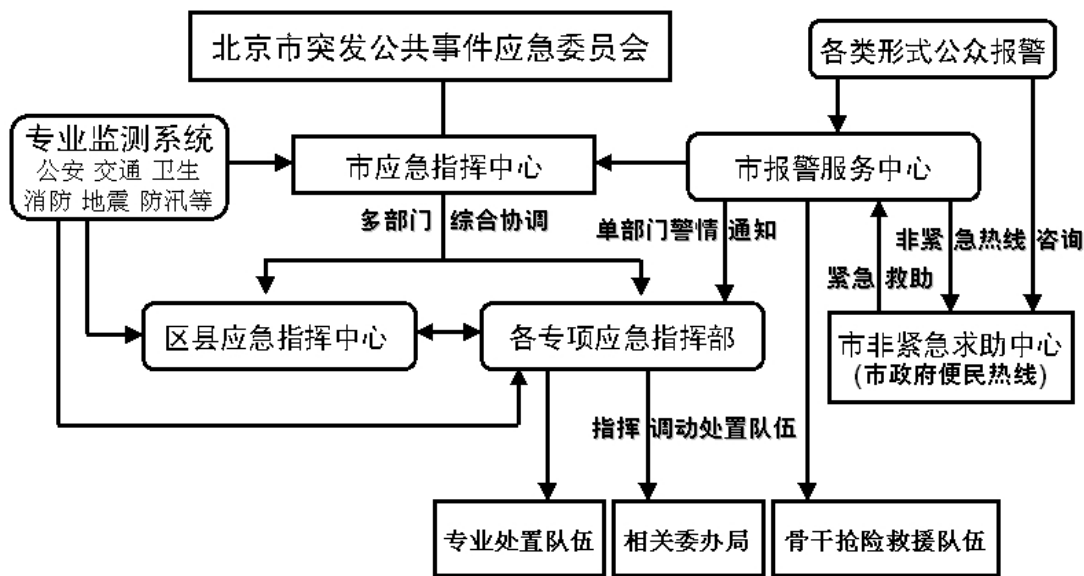 北京市突发公共事件应急委员会
各类形式公众报警
专业监测系统
公安 交通 卫生
消防 地震 防汛等
市应急指挥中心
市报警服务中心
多部门 综合协调
单部门警情 通知
非紧 急热线 咨询
紧急 救助
区县应急指挥中心
各专项应急指挥部
市非紧急求助中心
(市政府便民热线)
指挥 调动处置队伍
专业处置队伍
相关委办局
骨干抢险救援队伍